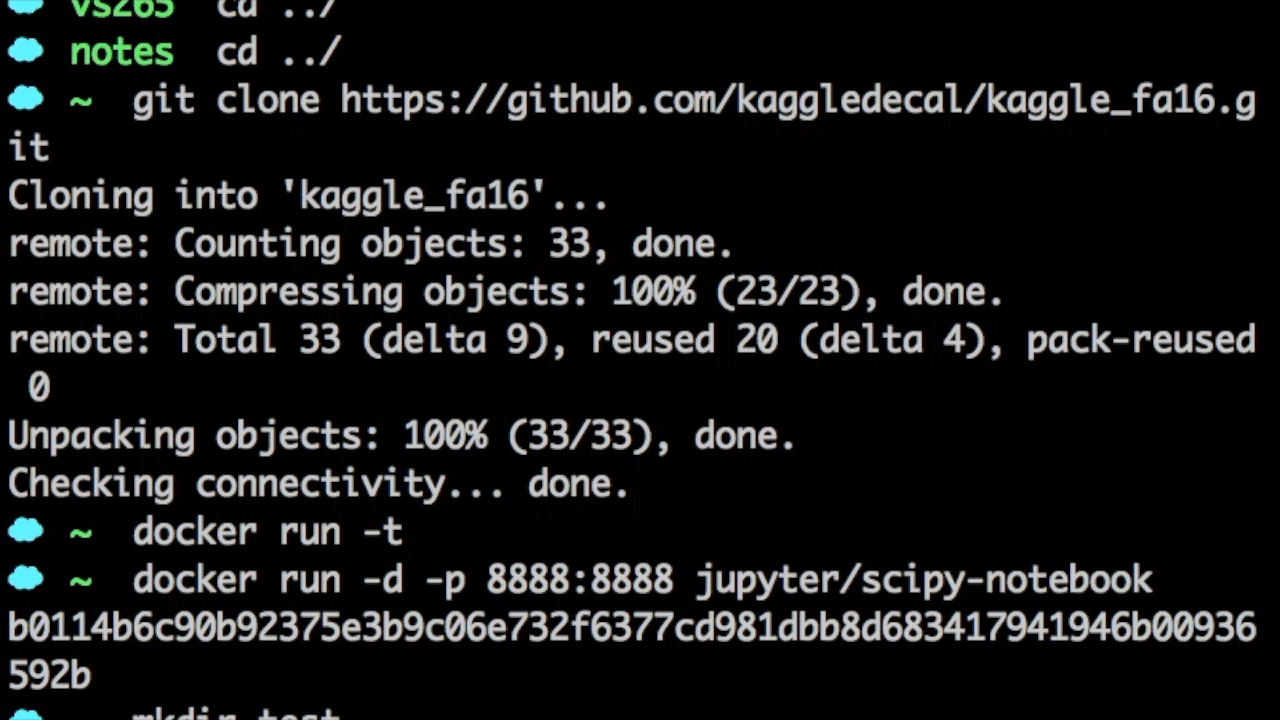 vs265 cd ../
notes cd ../
~ git clone https://github.com/kaggledecal/kaggle_fa16.g
it
Cloning into 'kaggle_fa16'...
remote: Counting objects: 33, done.
remote: Compressing objects: 100% (23/23), done.
remote: Total 33 (delta 9), reused 20 (delta 4), pack-reused
0
Unpacking objects: 100% (33/33), done.
Checking connectivity... done.
~ docker run -t
~ docker run -d -p 8888:8888 jupyter/scipy-notebook
b0114b6c90b92375e3b9c06e732f6377cd981dbb8d683417941946b00936
592b
mkdir test